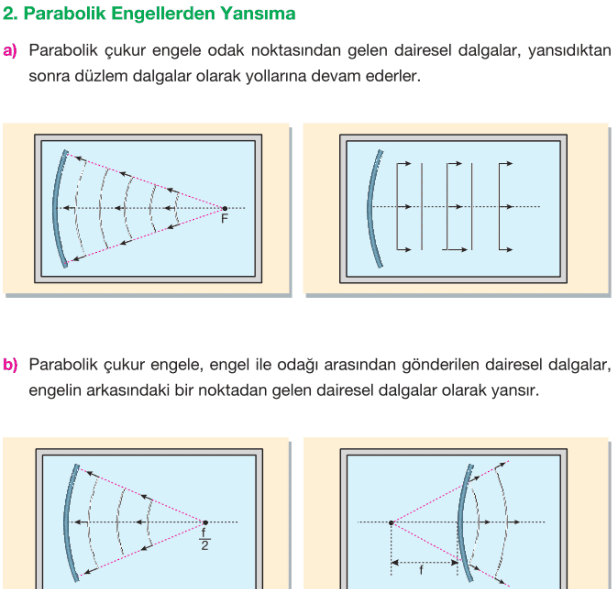 2. Parabolik Engellerden Yansıma
a) Parabolik çukur engele odak noktasından gelen dairesel dalgalar, yansıdıktan
sonra düzlem dalgalar olarak yollarına devam ederler.
F
b) Parabolik çukur engele, engel ile odağı arasından gönderilen dairesel dalgalar,
engelin arkasındaki bir noktadan gelen dairesel dalgalar olarak yansır.
f
2
f